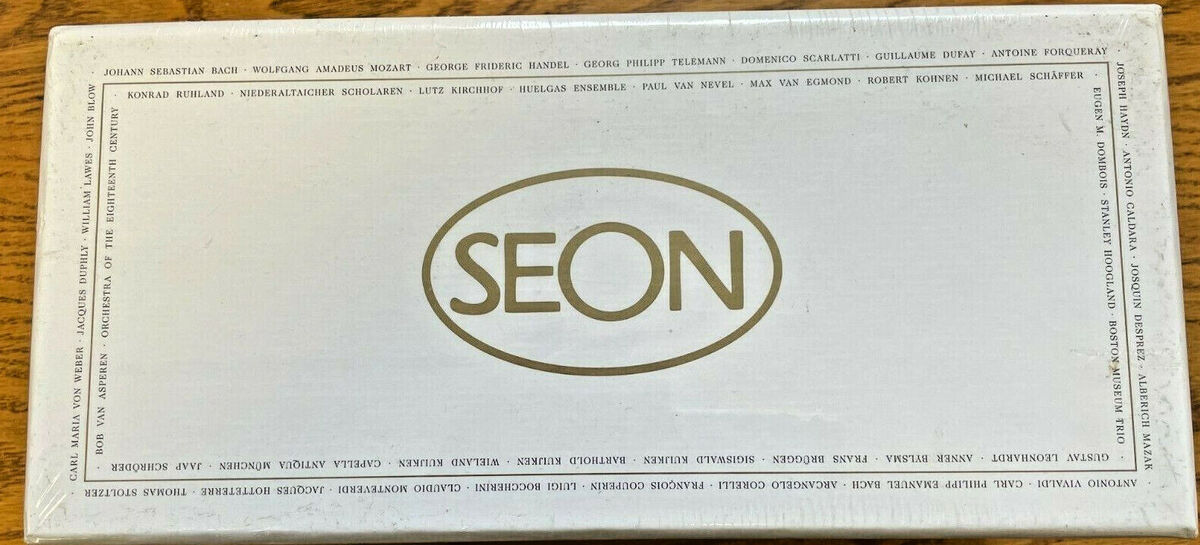 JOHANN SEBASTIAN BACH · WOLFGANG AMADEUS MOZART · GEORGE FRIDERIC HANDEL · GEORG PHILIPP TELEMANN · DOMENICO SCARLATTI · GUILLAUME DUFAY · ANTOINE FORQUERAY ·
JOSEPH HAYDN · ANTONIO CALDARA · JOSQUIN DESPREZ · ALBERICH MAZAK
ANTONIO VIVALDI · CARL PHILIPP EMANUEL BACH · ARCANGELO CORELLI · FRANÇOIS COUPERIN · LUIGI BOCCHERINI · CLAUDIO MONTEVERDI · JACQUES HOTTETERRE · THOMAS STOLTZER ·
CARL MARIA VON WEBER · JACQUES DUPHLY · WILLIAM LAWES · JOHN BLOW ·
KONRAD RUHLAND · NIEDERALTAICHER SCHOLAREN · LUTZ KIRCHHOF · HUELGAS ENSEMBLE · PAUL VAN NEVEL · MAX VAN EGMOND · ROBERT KOHNEN · MICHAEL SCHÄFFER ·
EUGEN M. DOMBOIS · STANLEY HOOGLAND · BOSTON MUSEUM TRIO ·
GUSTAV LEONHARDT · ANNER BYLSMA · FRANS BRÜGGEN · SIGISWALD KUIJKEN · BARTHOLD KUIJKEN · WIELAND KUIJKEN · CAPELLA ANTIQUA MÜNCHEN · JAAP SCHRÖDER ·
BOB VAN ASPEREN · ORCHESTRA OF THE EIGHTEENTH CENTURY ·
SEON